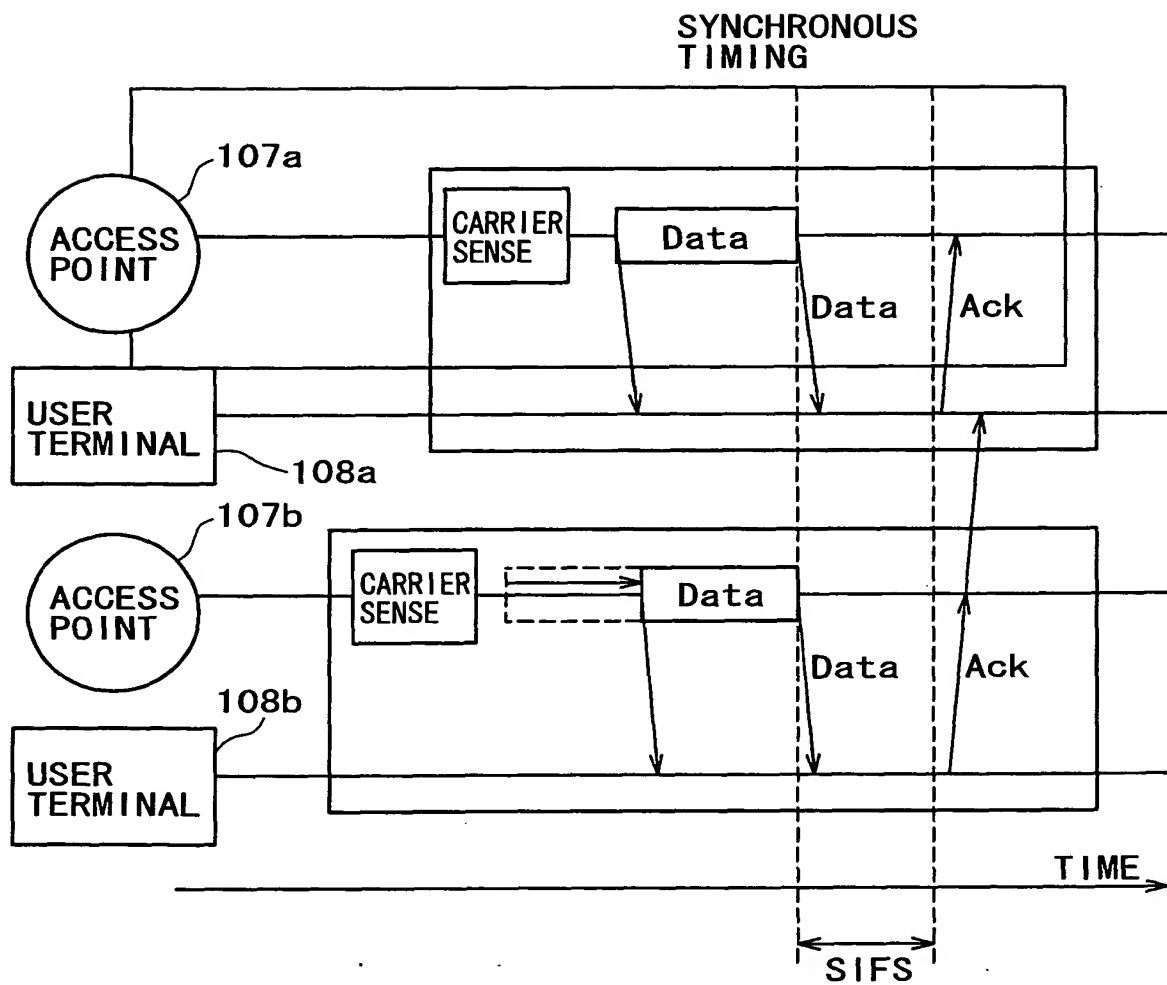 SYNCHRONOUS
TIMING
107a
ACCESS
POINT
CARRIER
SENSE
Data
Data
Ack
USER
TERMINAL
108a
107b
ACCESS
POINT
CARRIER
SENSE
Data
Data
Ack
108b
USER
TERMINAL
TIME
SIFS